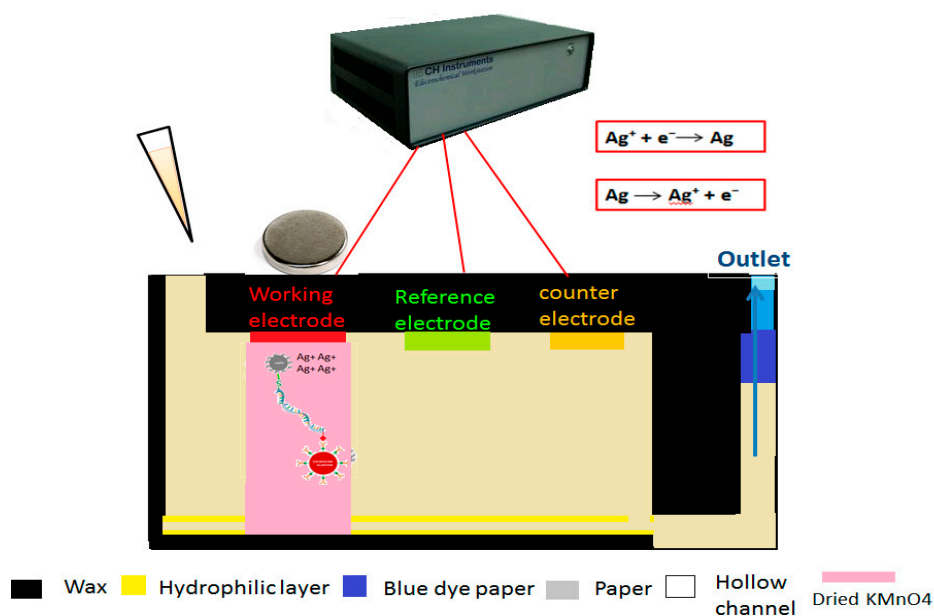 CH Instruments
Electrochemical Workstation
Ag⁺ + e⁻ → Ag
Ag → Ag⁺ + e⁻
Outlet
Working
electrode
Reference
electrode
counter
electrode
Ag+ Ag+
Ag+ Ag+
Wax
Hydrophilic layer
Blue dye paper
Paper
Hollow
channel
Dried KMnO4